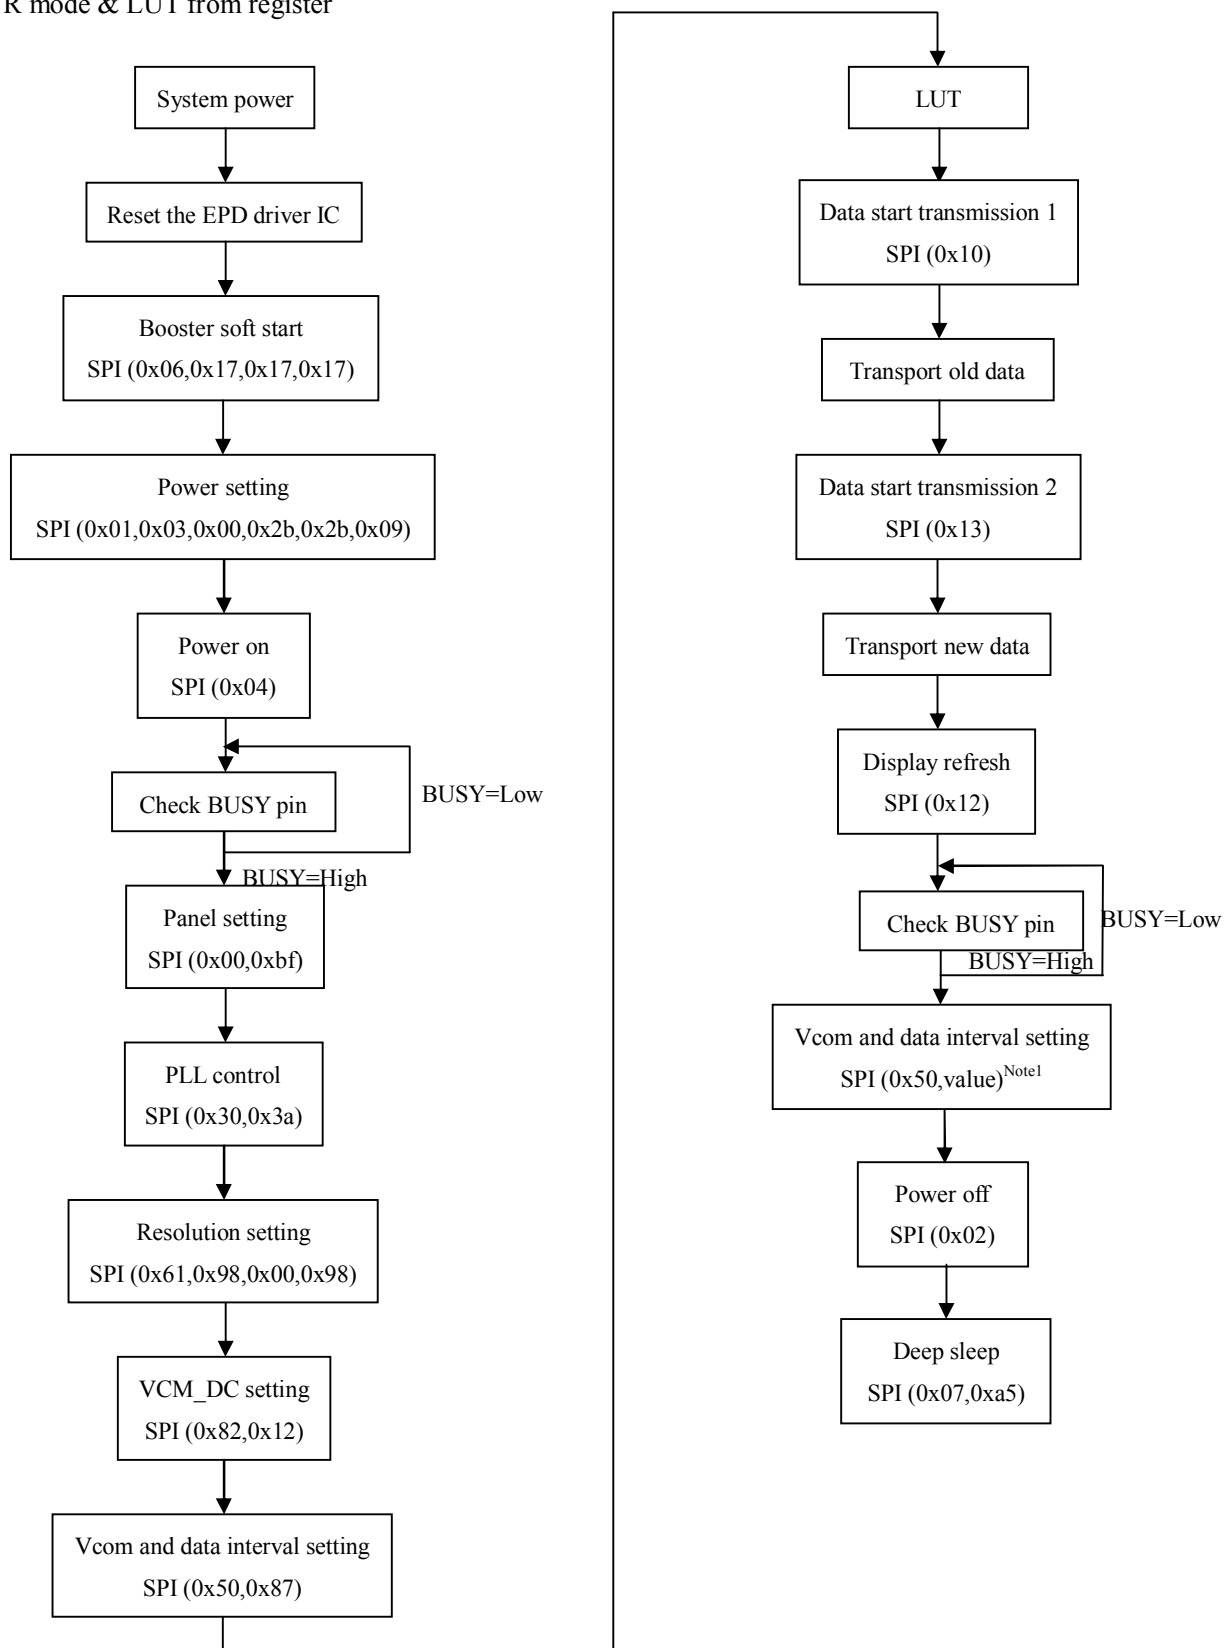 R mode & LUT from register
System power
Reset the EPD driver IC
Booster soft start
SPI (0x06,0x17,0x17,0x17)
Power setting
SPI (0x01,0x03,0x00,0x2b,0x2b,0x09)
Power on
SPI (0x04)
Check BUSY pin
BUSY=Low
BUSY=High
Panel setting
SPI (0x00,0xbf)
PLL control
SPI (0x30,0x3a)
Resolution setting
SPI (0x61,0x98,0x00,0x98)
VCM_DC setting
SPI (0x82,0x12)
Vcom and data interval setting
SPI (0x50,0x87)
LUT
Data start transmission 1
SPI (0x10)
Transport old data
Data start transmission 2
SPI (0x13)
Transport new data
Display refresh
SPI (0x12)
Check BUSY pin
BUSY=Low
BUSY=High
Vcom and data interval setting
SPI (0x50,value)Note1
Power off
SPI (0x02)
Deep sleep
SPI (0x07,0xa5)